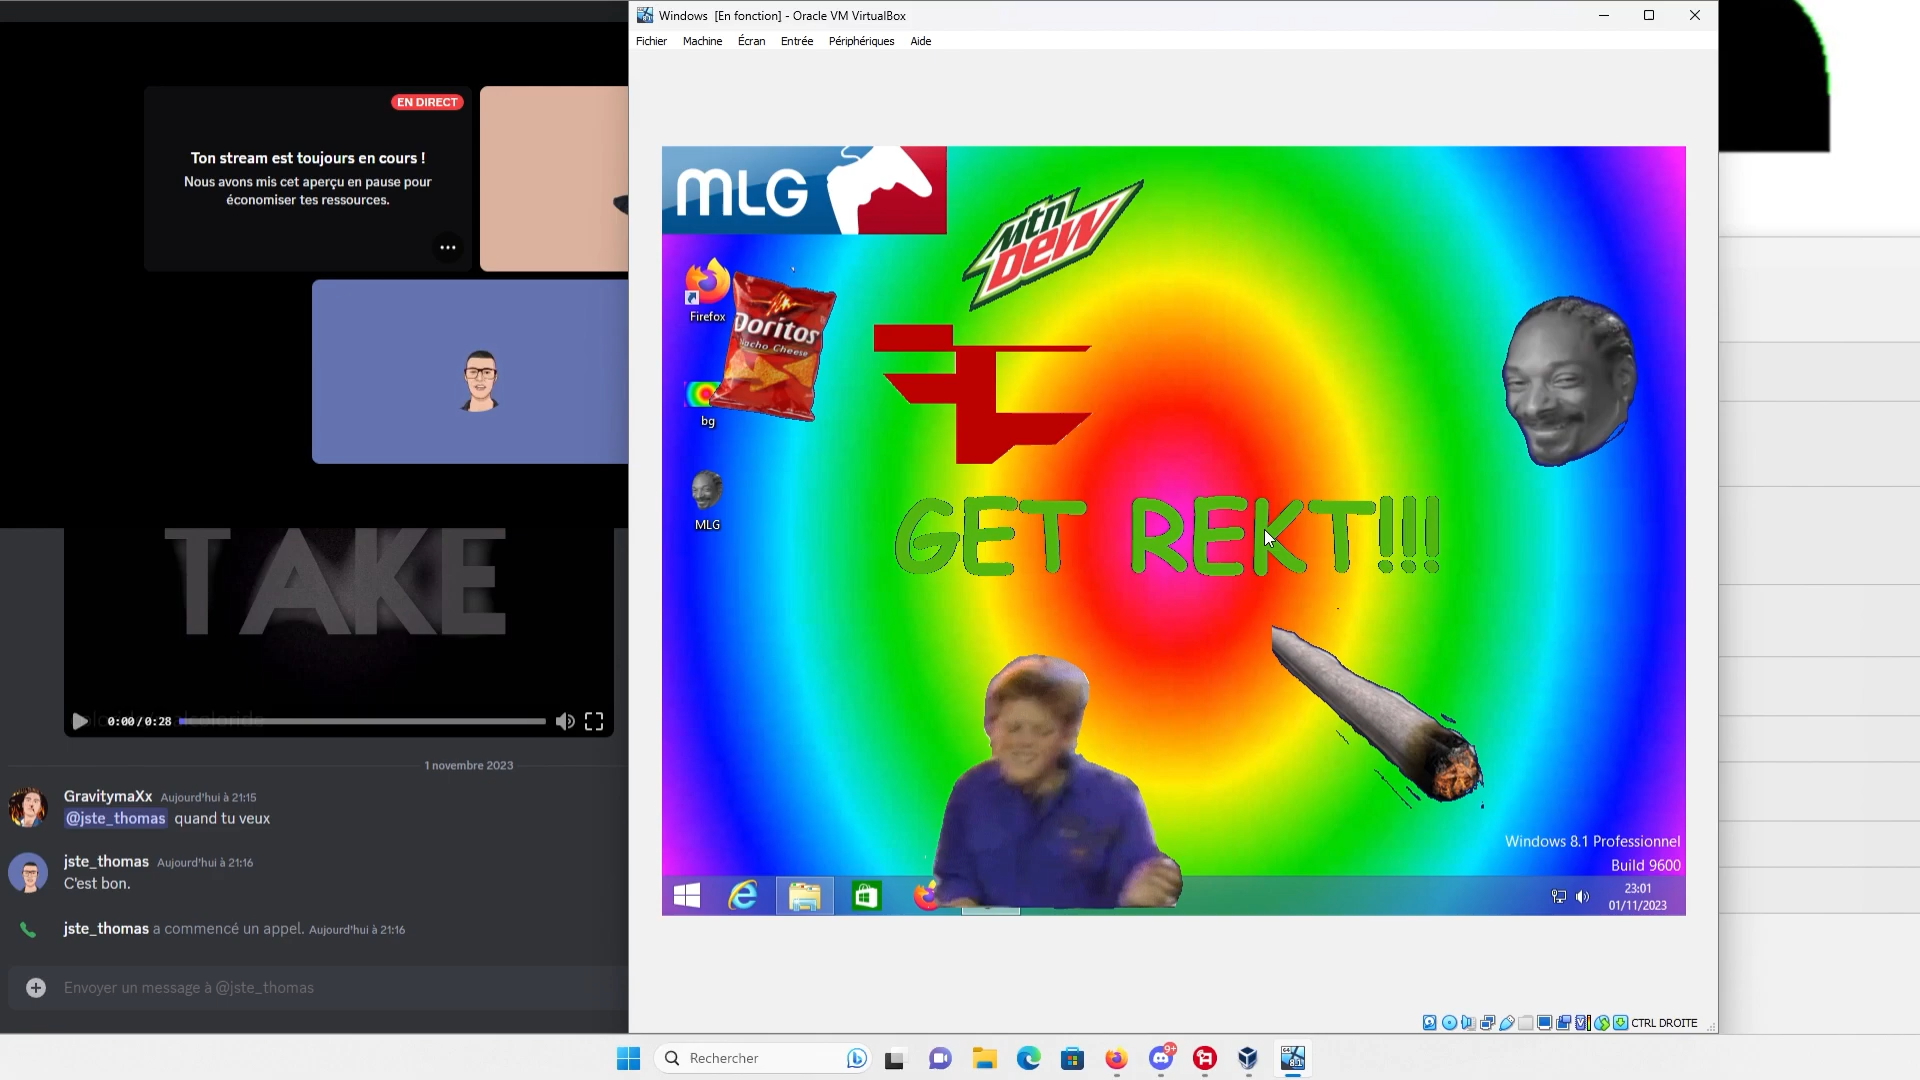 Windows [En fonction] - Oracle VM VirtualBox
Fichier Machine Écran Entrée Périphériques Aide
EN DIRECT
Ton stream est toujours en cours !
Nous avons mis cet aperçu en pause pour
économiser tes ressources.
MLG
Mtn
Dew
Firefox
Doritos
Nacho Cheese
bg
MLG
GET REKT!!!
TAKE
0:00/0:28
1 novembre 2023
GravitymaXx Aujourd'hui à 21:15
@jste_thomas quand tu veux
jste_thomas Aujourd'hui à 21:16
C'est bon.
jste_thomas a commencé un appel. Aujourd'hui à 21:16
Envoyer un message à @jste_thomas
Windows 8.1 Professionnel
Build 9600
23:01
01/11/2023
CTRL DROITE
Rechercher
9+